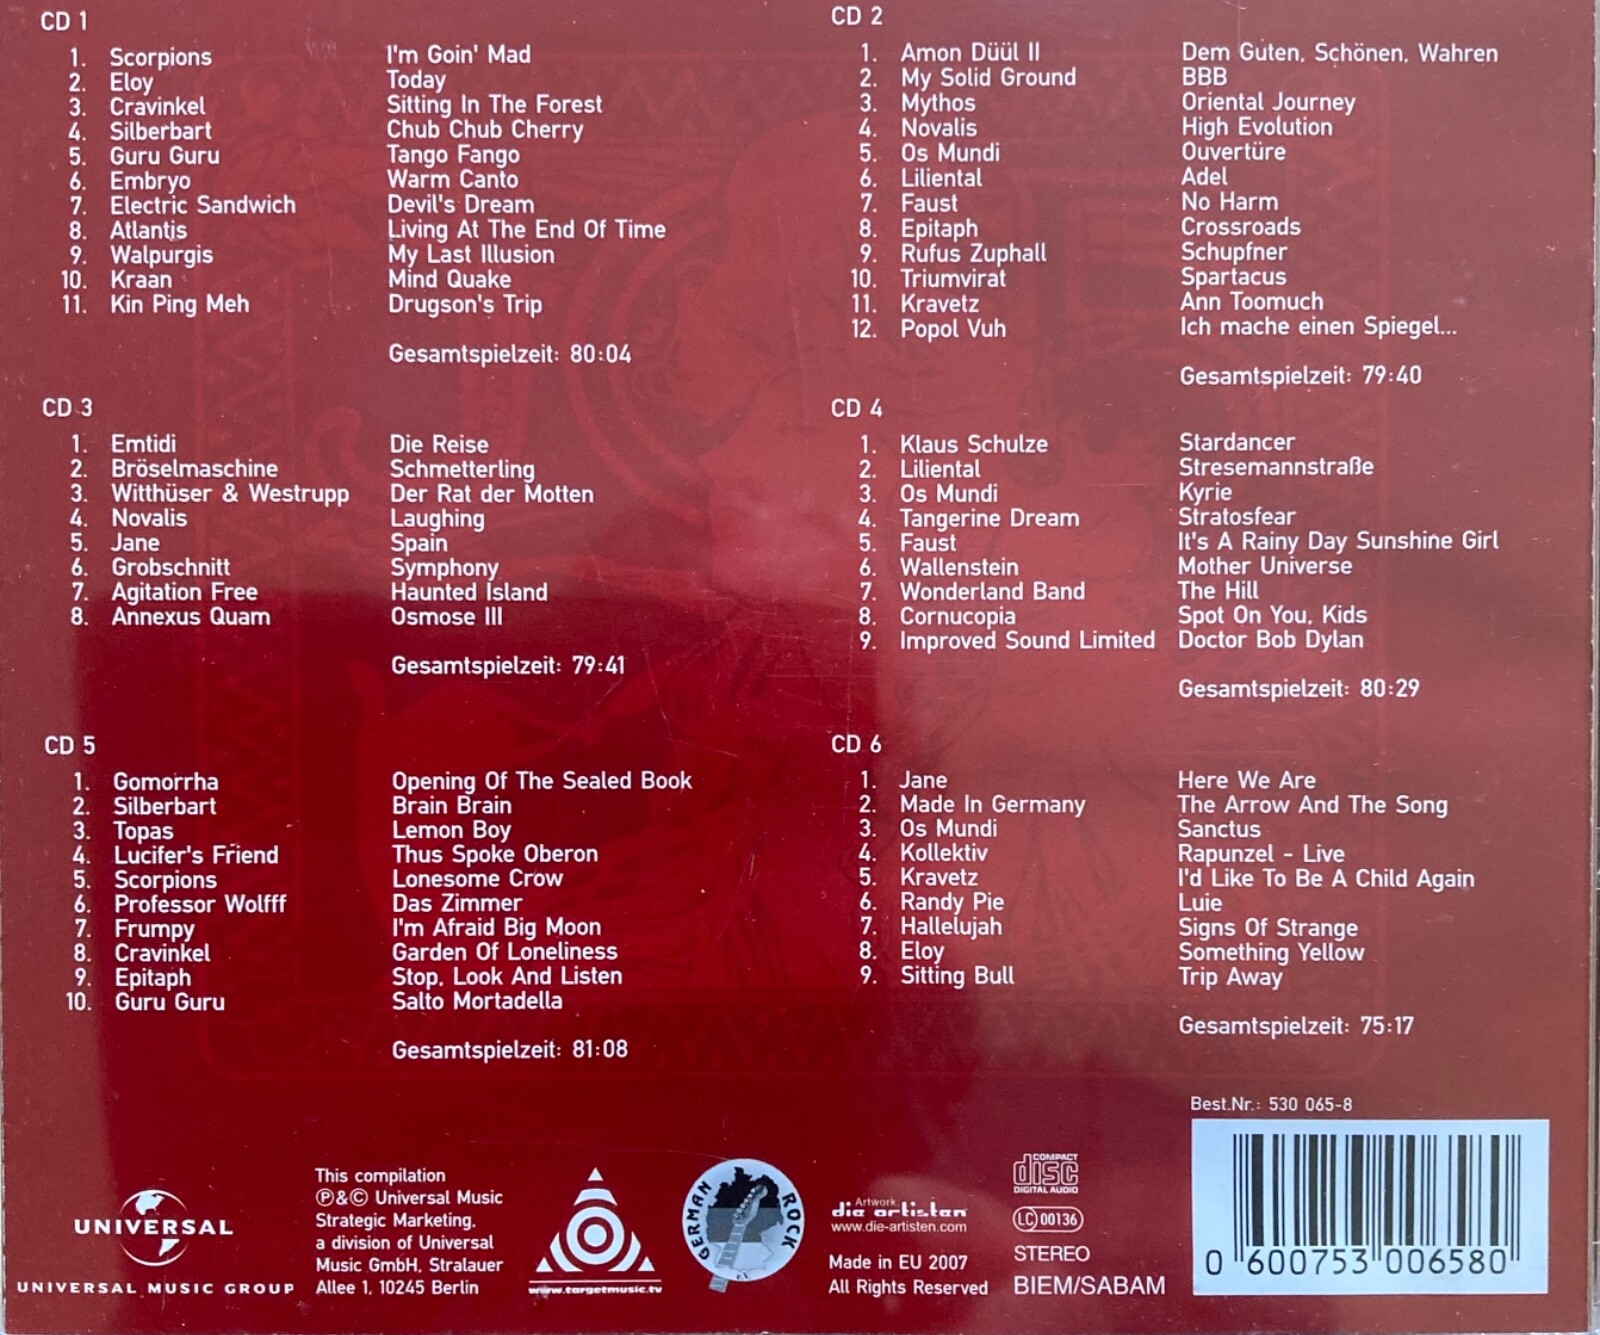 CD 1
1. Scorpions I'm Goin' Mad
2. Eloy Today
3. Cravinkel Sitting In The Forest
4. Silberbart Chub Chub Cherry
5. Guru Guru Tango Fango
6. Embryo Warm Canto
7. Electric Sandwich Devil's Dream
8. Atlantis Living At The End Of Time
9. Walpurgis My Last Illusion
10. Kraan Mind Quake
11. Kin Ping Meh Drugson's Trip
Gesamtspielzeit: 80:04
CD 2
1. Amon Düül II Dem Guten, Schönen, Wahren
2. My Solid Ground BBB
3. Mythos Oriental Journey
4. Novalis High Evolution
5. Os Mundi Ouvertüre
6. Liliental Adel
7. Faust No Harm
8. Epitaph Crossroads
9. Rufus Zuphall Schupfner
10. Triumvirat Spartacus
11. Kravetz Ann Toomuch
12. Popol Vuh Ich mache einen Spiegel...
Gesamtspielzeit: 79:40
CD 3
1. Emtidi Die Reise
2. Bröselmaschine Schmetterling
3. Witthüser & Westrupp Der Rat der Motten
4. Novalis Laughing
5. Jane Spain
6. Grobschnitt Symphony
7. Agitation Free Haunted Island
8. Annexus Quam Osmose III
Gesamtspielzeit: 79:41
CD 4
1. Klaus Schulze Stardancer
2. Liliental Stresemannstraße
3. Os Mundi Kyrie
4. Tangerine Dream Stratosfear
5. Faust It's A Rainy Day Sunshine Girl
6. Wallenstein Mother Universe
7. Wonderland Band The Hill
8. Cornucopia Spot On You, Kids
9. Improved Sound Limited Doctor Bob Dylan
Gesamtspielzeit: 80:29
CD 5
1. Gomorrha Opening Of The Sealed Book
2. Silberbart Brain Brain
3. Topas Lemon Boy
4. Lucifer's Friend Thus Spoke Oberon
5. Scorpions Lonesome Crow
6. Professor Wolfff Das Zimmer
7. Frumpy I'm Afraid Big Moon
8. Cravinkel Garden Of Loneliness
9. Epitaph Stop, Look And Listen
10. Guru Guru Salto Mortadella
Gesamtspielzeit: 81:08
CD 6
1. Jane Here We Are
2. Made In Germany The Arrow And The Song
3. Os Mundi Sanctus
4. Kollektiv Rapunzel - Live
5. Kravetz I'd Like To Be A Child Again
6. Randy Pie Luie
7. Hallelujah Signs Of Strange
8. Eloy Something Yellow
9. Sitting Bull Trip Away
Gesamtspielzeit: 75:17
UNIVERSAL
UNIVERSAL MUSIC GROUP
This compilation
℗&© Universal Music
Strategic Marketing,
a division of Universal
Music GmbH, Stralauer
Allee 1, 10245 Berlin
www.targetmusic.tv
GERMAN ROCK
e.V.
Artwork
die artisten
www.die-artisten.com
Made in EU 2007
All Rights Reserved
COMPACT
disc
DIGITAL AUDIO
LC 00136
STEREO
BIEM/SABAM
Best.Nr.: 530 065-8
0 600753 006580